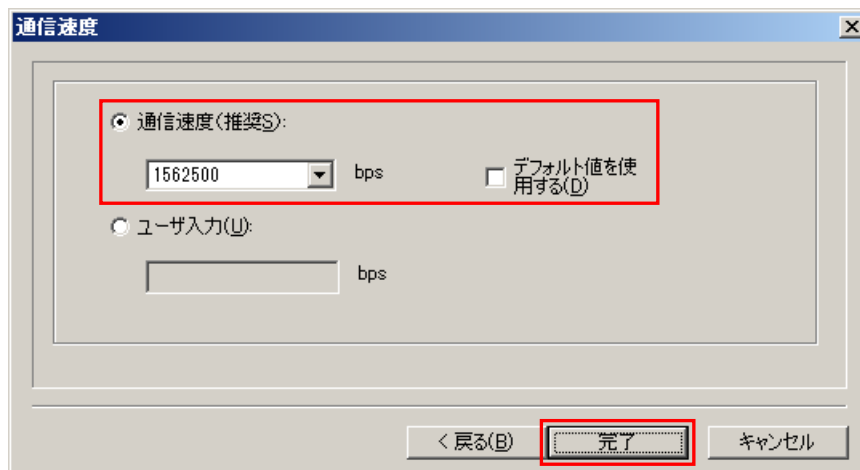 通信速度
通信速度(推奨S):
1562500 bps
デフォルト値を使
用する(D)
ユーザ入力(U):
bps
< 戻る(B) 完了 キャンセル